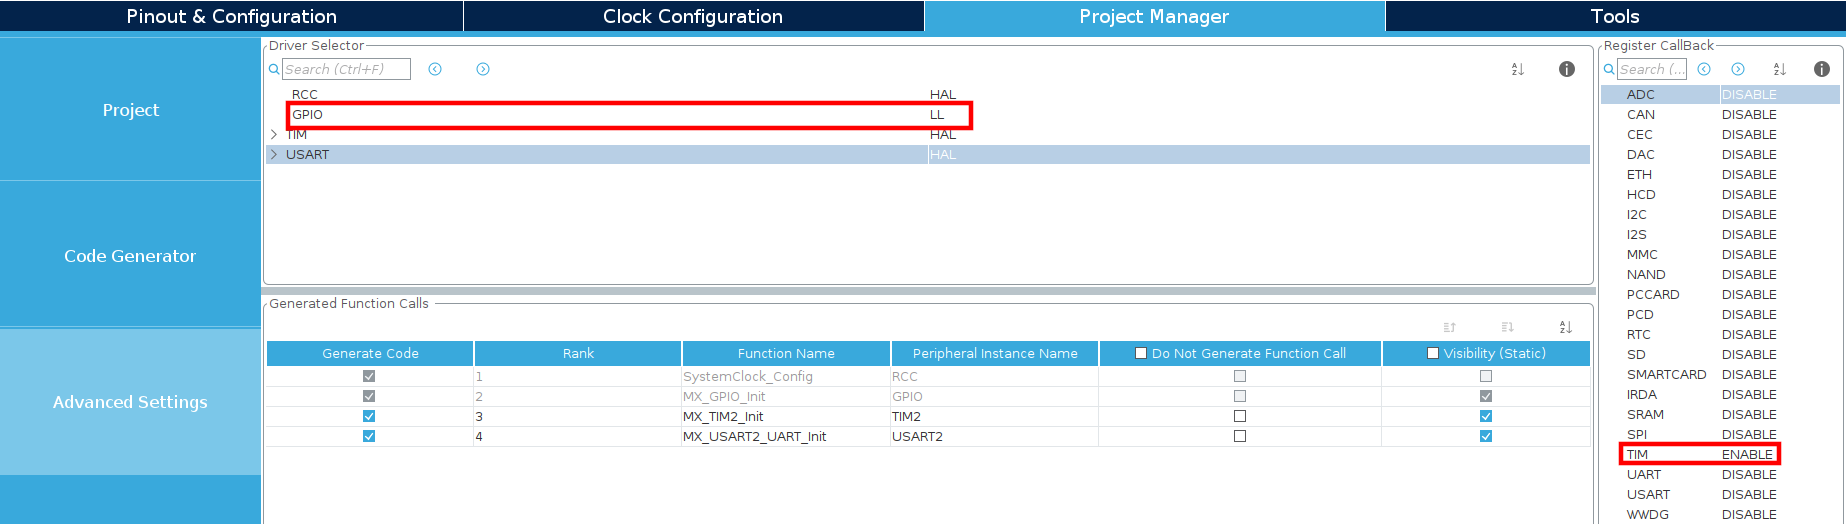 Pinout & Configuration Clock Configuration Project Manager Tools
Project
Code Generator
Advanced Settings
Driver Selector
Search (Ctrl+F)
RCC HAL
GPIO LL
TIM HAL
USART HAL
Generated Function Calls
Generate Code Rank Function Name Peripheral Instance Name Do Not Generate Function Call Visibility (Static)
1 SystemClock_Config RCC
2 MX_GPIO_Init GPIO
3 MX_TIM2_Init TIM2
4 MX_USART2_UART_Init USART2
Register CallBack
Search (...
ADC DISABLE
CAN DISABLE
CEC DISABLE
DAC DISABLE
ETH DISABLE
HCD DISABLE
I2C DISABLE
I2S DISABLE
MMC DISABLE
NAND DISABLE
PCCARD DISABLE
PCD DISABLE
RTC DISABLE
SD DISABLE
SMARTCARD DISABLE
IRDA DISABLE
SRAM DISABLE
SPI DISABLE
TIM ENABLE
UART DISABLE
USART DISABLE
WWDG DISABLE